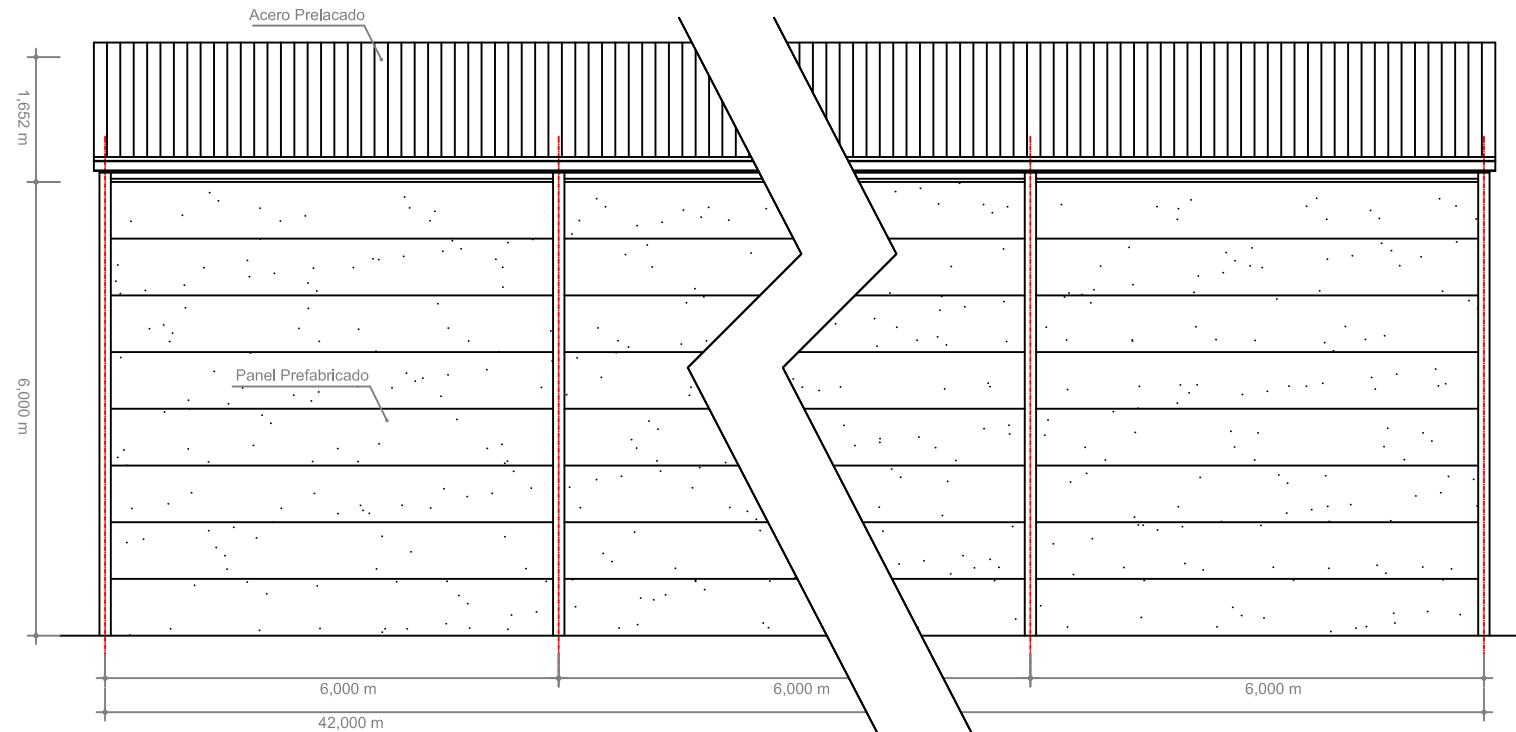 Acero Prelacado
1,652 m
Panel Prefabricado
6,000 m
6,000 m
6,000 m
6,000 m
42,000 m